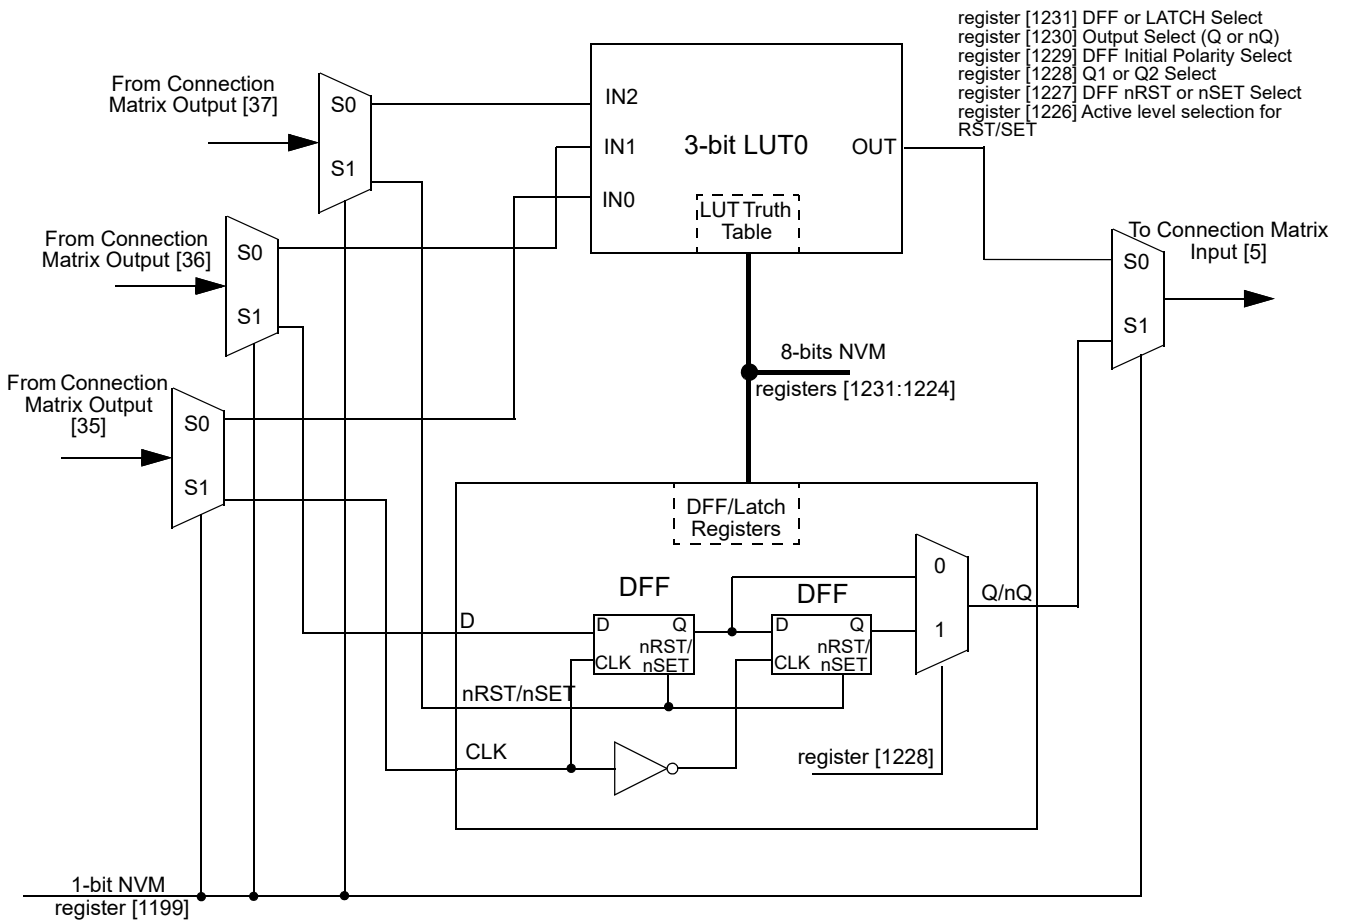 register [1231] DFF or LATCH Select
register [1230] Output Select (Q or nQ)
register [1229] DFF Initial Polarity Select
register [1228] Q1 or Q2 Select
register [1227] DFF nRST or nSET Select
register [1226] Active level selection for
RST/SET
From Connection
Matrix Output [37]
S0
S1
IN2
IN1
IN0
3-bit LUT0
OUT
LUT Truth
Table
From Connection
Matrix Output [36]
S0
S1
To Connection Matrix
Input [5]
S0
S1
8-bits NVM
registers [1231:1224]
From Connection
Matrix Output
[35]
S0
S1
DFF/Latch
Registers
DFF
D
Q
nRST/
nSET
CLK
DFF
D
Q
nRST/
nSET
CLK
0
1
Q/nQ
D
nRST/nSET
CLK
register [1228]
1-bit NVM
register [1199]